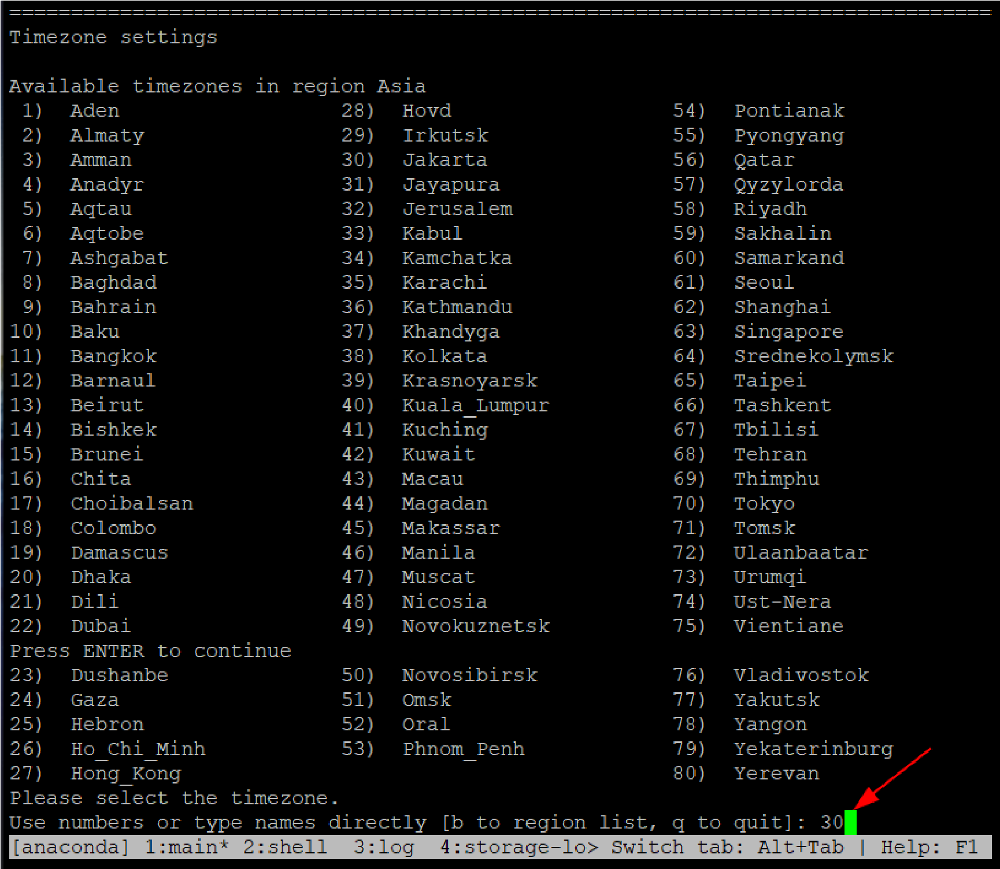 ================================================================================
Timezone settings
Available timezones in region Asia
1) Aden 28) Hovd 54) Pontianak
2) Almaty 29) Irkutsk 55) Pyongyang
3) Amman 30) Jakarta 56) Qatar
4) Anadyr 31) Jayapura 57) Qyzylorda
5) Aqtau 32) Jerusalem 58) Riyadh
6) Aqtobe 33) Kabul 59) Sakhalin
7) Ashgabat 34) Kamchatka 60) Samarkand
8) Baghdad 35) Karachi 61) Seoul
9) Bahrain 36) Kathmandu 62) Shanghai
10) Baku 37) Khandyga 63) Singapore
11) Bangkok 38) Kolkata 64) Srednekolymsk
12) Barnaul 39) Krasnoyarsk 65) Taipei
13) Beirut 40) Kuala_Lumpur 66) Tashkent
14) Bishkek 41) Kuching 67) Tbilisi
15) Brunei 42) Kuwait 68) Tehran
16) Chita 43) Macau 69) Thimphu
17) Choibalsan 44) Magadan 70) Tokyo
18) Colombo 45) Makassar 71) Tomsk
19) Damascus 46) Manila 72) Ulaanbaatar
20) Dhaka 47) Muscat 73) Urumqi
21) Dili 48) Nicosia 74) Ust-Nera
22) Dubai 49) Novokuznetsk 75) Vientiane
Press ENTER to continue
23) Dushanbe 50) Novosibirsk 76) Vladivostok
24) Gaza 51) Omsk 77) Yakutsk
25) Hebron 52) Oral 78) Yangon
26) Ho_Chi_Minh 53) Phnom_Penh 79) Yekaterinburg
27) Hong_Kong 80) Yerevan
Please select the timezone.
Use numbers or type names directly [b to region list, q to quit]: 30
[anaconda] 1:main* 2:shell 3:log 4:storage-lo> Switch tab: Alt+Tab | Help: F1